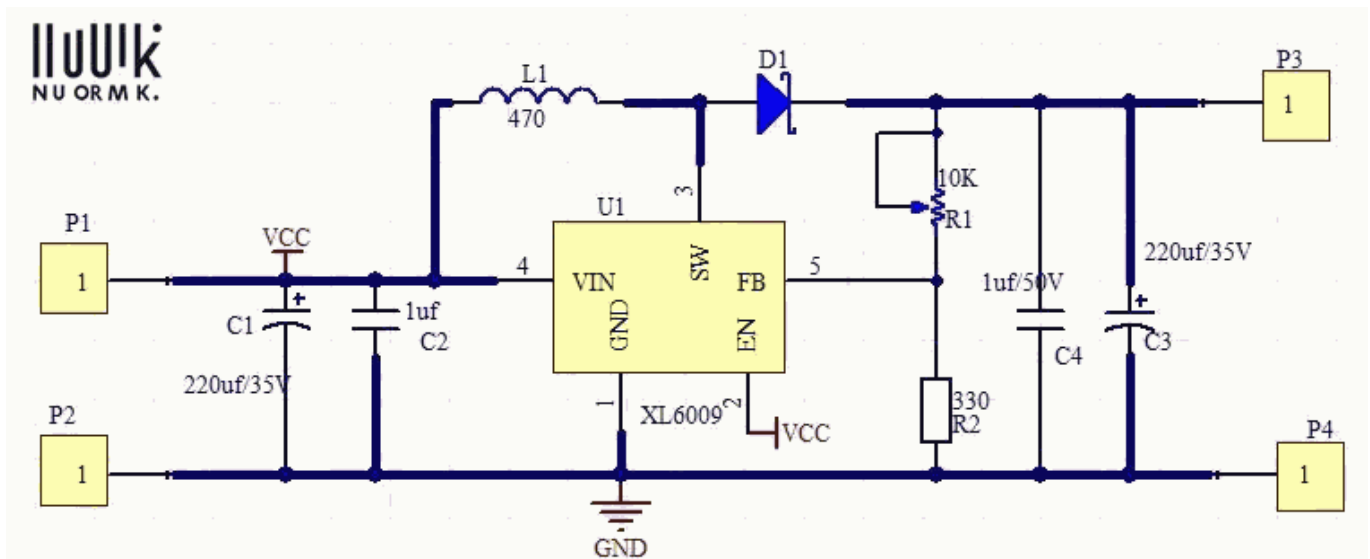 NUORMK.
L1
470
D1
P3
1
10K
R1
P1
1
VCC
U1
3
4
VIN
SW
FB
5
GND
EN
C1
1uf
C2
220uf/35V
1uf/50V
C4
220uf/35V
C3
P2
1
1
XL6009
2
VCC
330
R2
P4
1
GND